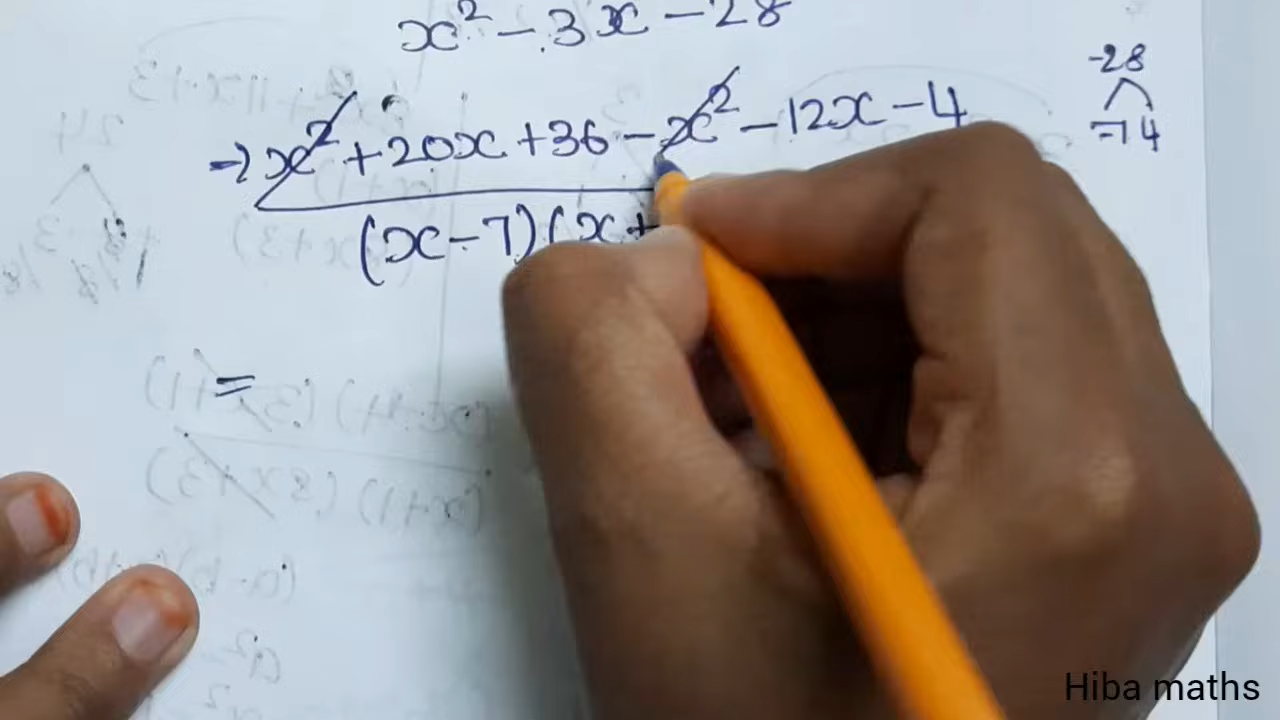 x² - 3x - 28
-28
⇒ x² + 20x + 36 - x² - 12x - 4
-7 4
(x - 7) (x +
=
Hiba maths